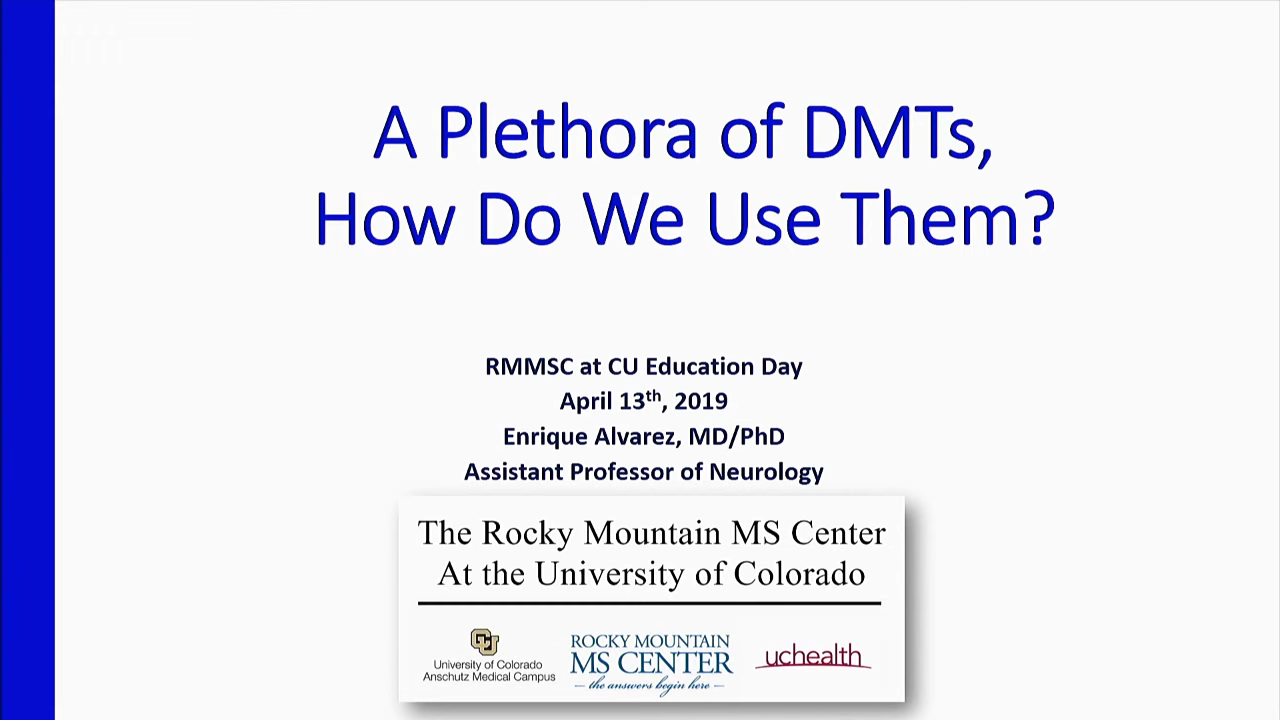 A Plethora of DMTs,
How Do We Use Them?
RMMSC at CU Education Day
April 13th, 2019
Enrique Alvarez, MD/PhD
Assistant Professor of Neurology
The Rocky Mountain MS Center
At the University of Colorado
University of Colorado
Anschutz Medical Campus
ROCKY MOUNTAIN
MS CENTER
– the answers begin here –
uchealth